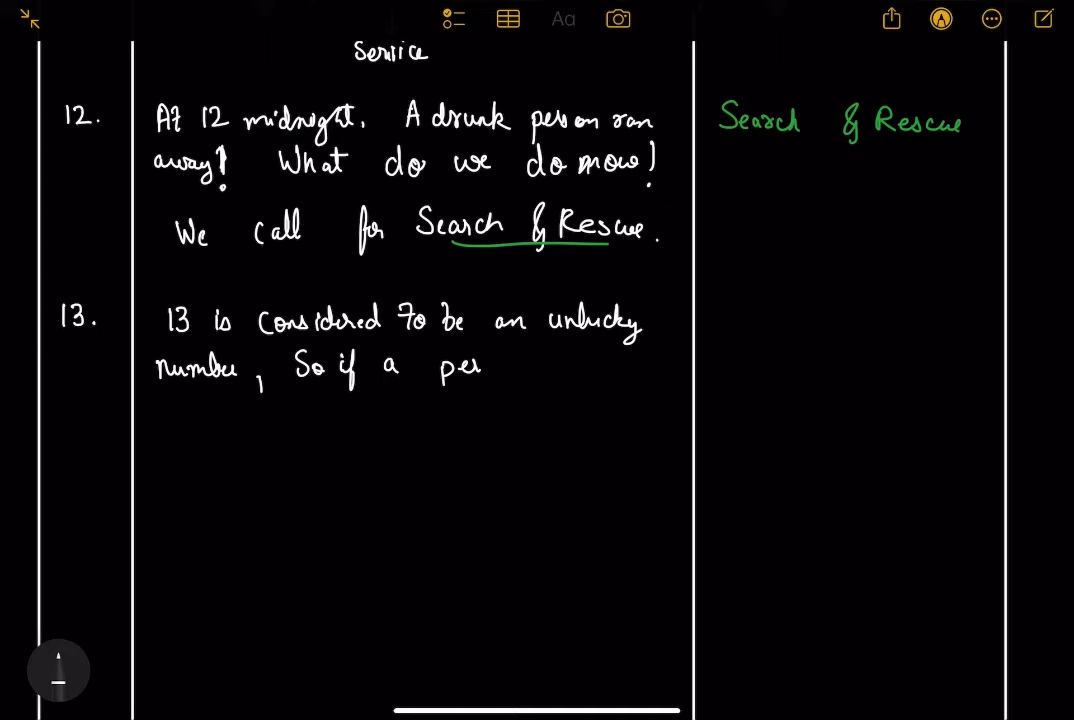 Aa
Service
12.
At 12 midnight. A drunk person ran
away! What do we do now!
We call for Search & Rescue.
Search & Rescue
13.
13 is considered to be an unlucky
number, So if a per